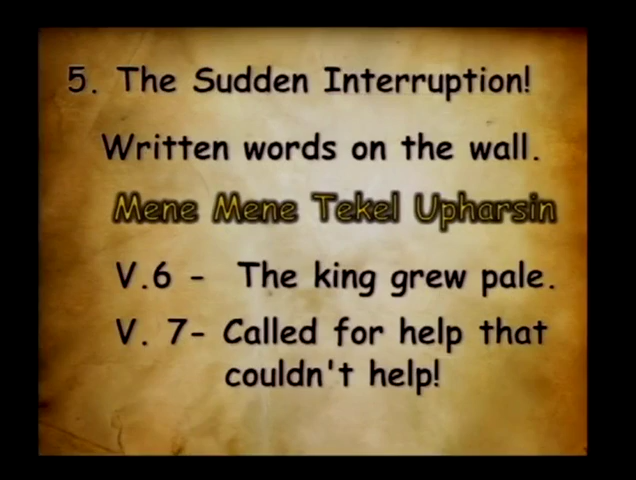 5. The Sudden Interruption!
Written words on the wall.
Mene Mene Tekel Upharsin
V.6 - The king grew pale.
V. 7- Called for help that
couldn't help!